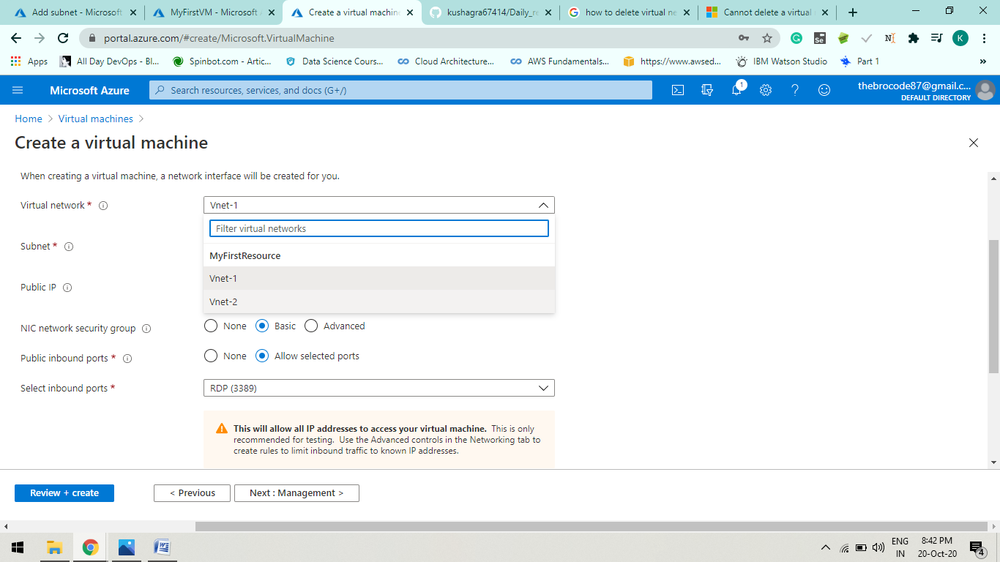 Add subnet - Microsoft
MyFirstVM - Microsoft
Create a virtual machine
kushagra67414/Daily_re
how to delete virtual ne
Cannot delete a virtual
portal.azure.com/#create/Microsoft.VirtualMachine
Apps
All Day DevOps - Bl...
Spinbot.com - Artic...
Data Science Cours...
Cloud Architecture...
AWS Fundamentals...
https://www.awsed...
IBM Watson Studio
Part 1
Microsoft Azure
Search resources, services, and docs (G+/)
1
thebrocode87@gmail.c...
DEFAULT DIRECTORY
Home > Virtual machines >
Create a virtual machine
When creating a virtual machine, a network interface will be created for you.
Virtual network *
Vnet-1
Filter virtual networks
Subnet *
MyFirstResource
Vnet-1
Public IP
Vnet-2
NIC network security group
None Basic Advanced
Public inbound ports *
None Allow selected ports
Select inbound ports *
RDP (3389)
This will allow all IP addresses to access your virtual machine. This is only
recommended for testing. Use the Advanced controls in the Networking tab to
create rules to limit inbound traffic to known IP addresses.
Review + create
< Previous
Next : Management >
ENG
IN
8:42 PM
20-Oct-20
4